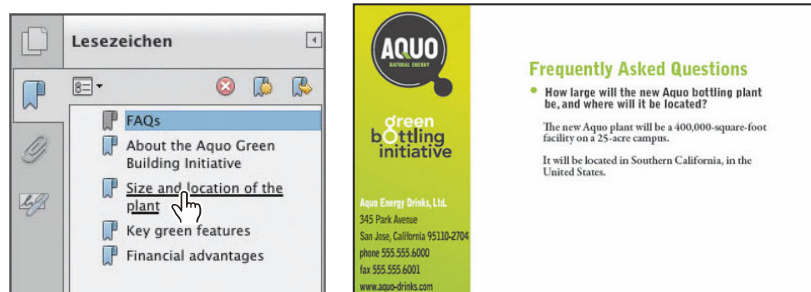 Lesezeichen
FAQs
About the Aquo Green
Building Initiative
Size and location of the
plant
Key green features
Financial advantages
AQUO
NATURAL ENERGY
green
bottling
initiative
Aquo Energy Drinks, Ltd.
345 Park Avenue
San Jose, California 95110-2704
phone 555.555.6000
fax 555.555.6001
www.aquo-drinks.com
Frequently Asked Questions
• How large will the new Aquo bottling plant
be, and where will it be located?
The new Aquo plant will be a 400,000-square-foot
facility on a 25-acre campus.
It will be located in Southern California, in the
United States.